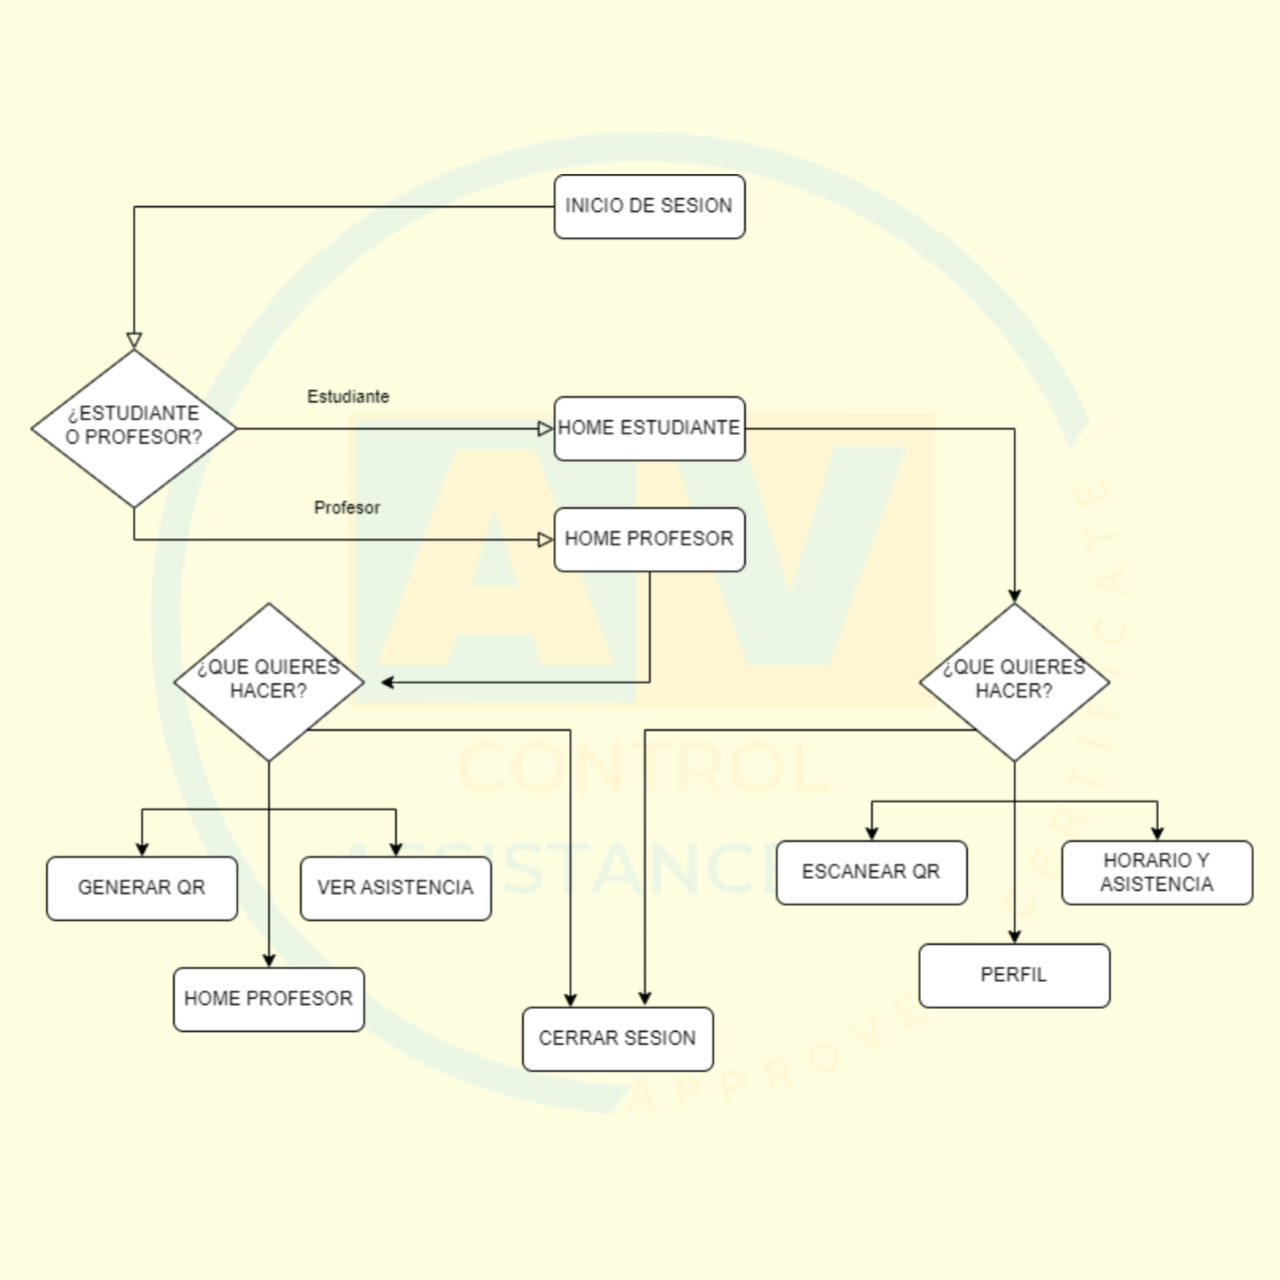 INICIO DE SESION
¿ESTUDIANTE
O PROFESOR?
Estudiante
HOME ESTUDIANTE
Profesor
HOME PROFESOR
¿QUE QUIERES
HACER?
¿QUE QUIERES
HACER?
GENERAR QR
VER ASISTENCIA
HOME PROFESOR
CERRAR SESION
ESCANEAR QR
HORARIO Y
ASISTENCIA
PERFIL
AV
CONTROL
ASSISTANCE
APPROVE CERTIFICATE